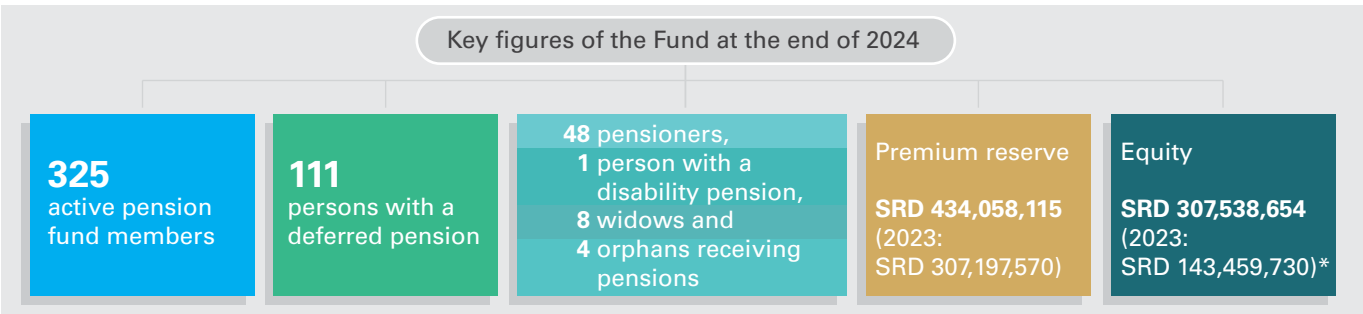 Key figures of the Fund at the end of 2024
325
active pension
fund members
111
persons with a
deferred pension
48 pensioners,
1 person with a
disability pension,
8 widows and
4 orphans receiving
pensions
Premium reserve
SRD 434,058,115
(2023:
SRD 307,197,570)
Equity
SRD 307,538,654
(2023:
SRD 143,459,730)*